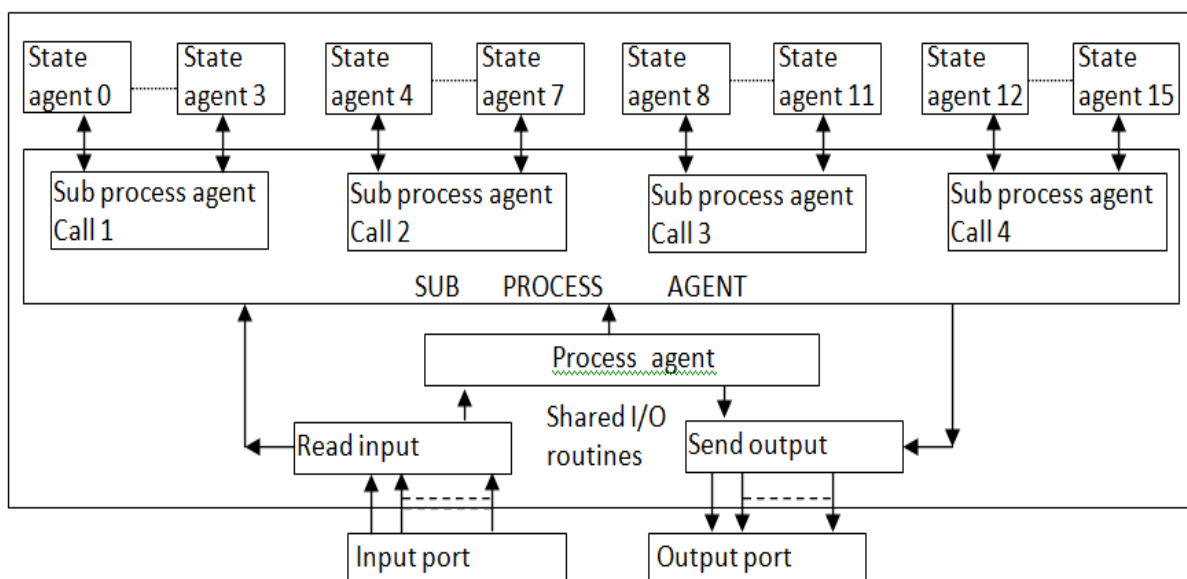 State agent 0
State agent 3
State agent 4
State agent 7
State agent 8
State agent 11
State agent 12
State agent 15
Sub process agent
Call 1
Sub process agent
Call 2
Sub process agent
Call 3
Sub process agent
Call 4
SUB PROCESS AGENT
Process agent
Shared I/O
routines
Read input
Send output
Input port
Output port